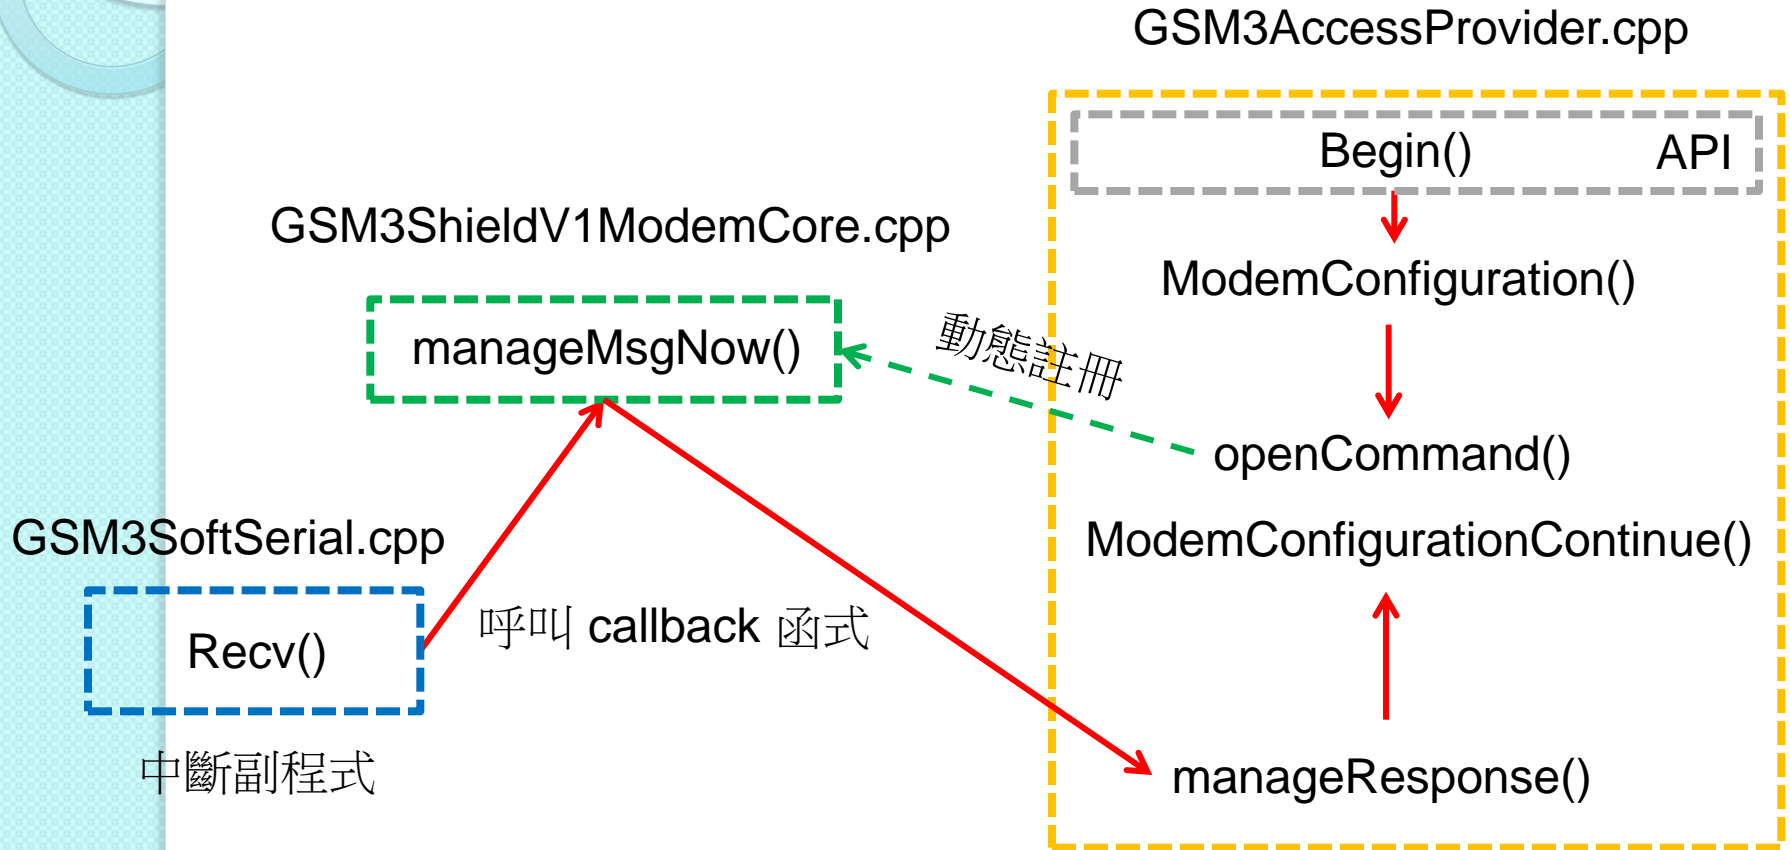 GSM3AccessProvider.cpp
Begin() API
GSM3ShieldV1ModemCore.cpp
ModemConfiguration()
manageMsgNow()
動態註冊
openCommand()
GSM3SoftSerial.cpp
ModemConfigurationContinue()
Recv()
呼叫 callback 函式
中斷副程式
manageResponse()